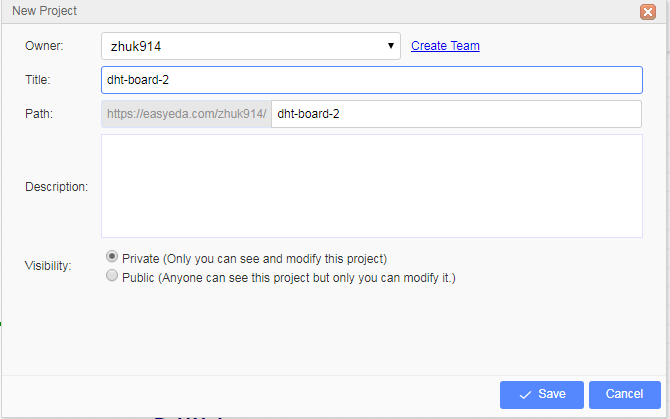 New Project
Owner: zhuk914 Create Team
Title: dht-board-2
Path: https://easyeda.com/zhuk914/ dht-board-2
Description:
Visibility: Private (Only you can see and modify this project)
Public (Anyone can see this project but only you can modify it.)
Save Cancel